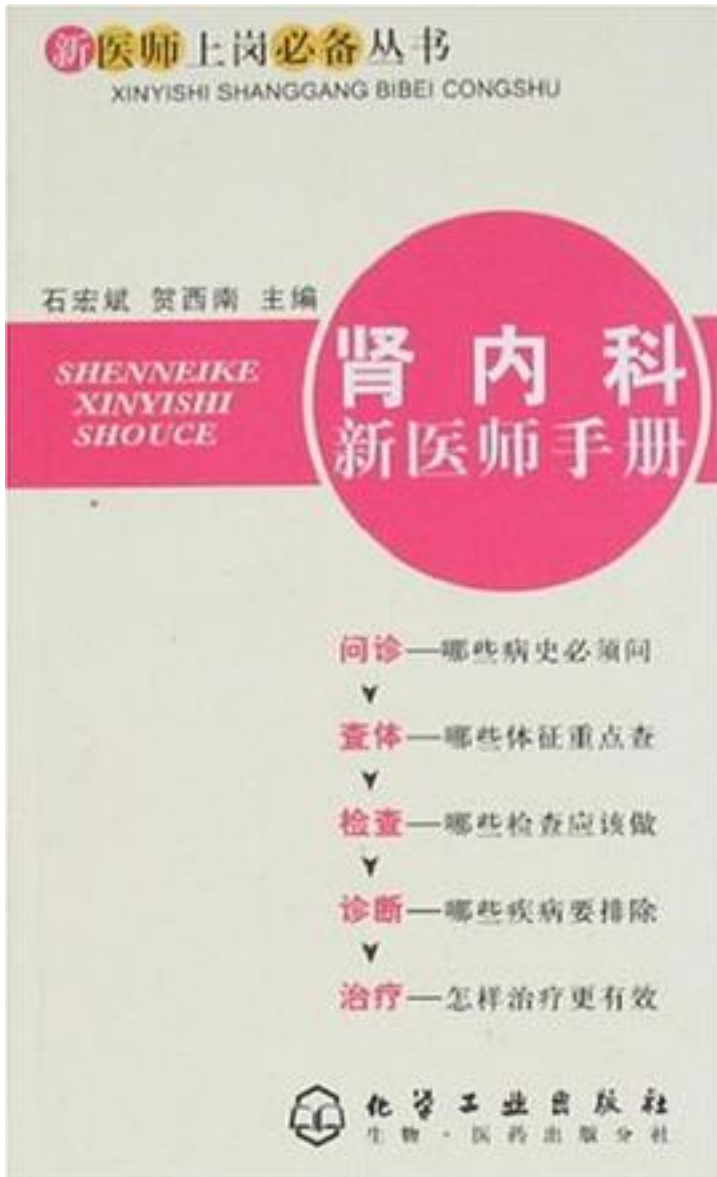 新医师上岗必备丛书
XINYISHI SHANGGANG BIBEI CONGSHU
石宏斌 贺西南 主编
SHENNEIKE
XINYISHI
SHOUCE
肾内科
新医师手册
问诊—哪些病史必须问
查体—哪些体征重点查
检查—哪些检查应该做
诊断—哪些疾病要排除
治疗—怎样治疗更有效
化学工业出版社
生物·医药出版分社